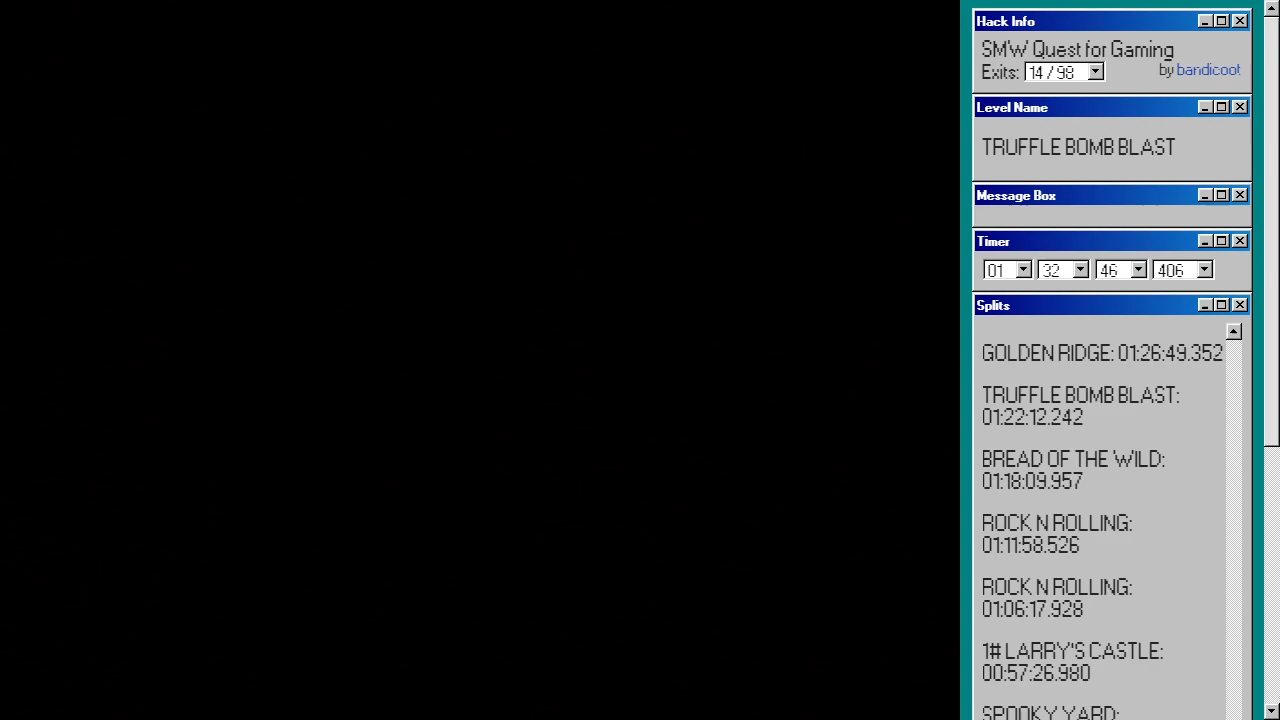 Hack Info
SMW Quest for Gaming
Exits: 14 / 98
by bandicoot
Level Name
TRUFFLE BOMB BLAST
Message Box
Timer
01 32 46 406
Splits
GOLDEN RIDGE: 01:26:49.352
TRUFFLE BOMB BLAST:
01:22:12.242
BREAD OF THE WILD:
01:18:09.957
ROCK N ROLLING:
01:11:58.526
ROCK N ROLLING:
01:06:17.928
1# LARRY'S CASTLE:
00:57:26.980
SPOOKY YARD: